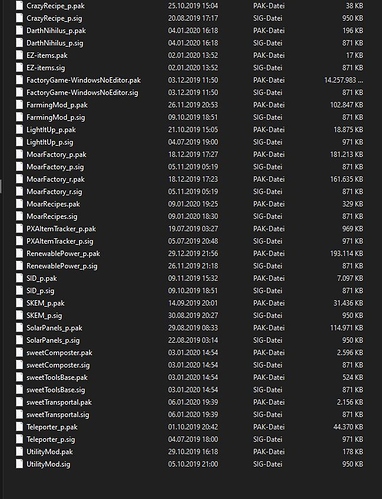 CrazyRecipe_p.pak 25.10.2019 15:04 PAK-Datei 38 KB
CrazyRecipe_p.sig 20.08.2019 17:17 SIG-Datei 950 KB
DarthNihilus_p.pak 04.01.2020 16:18 PAK-Datei 196 KB
DarthNihilus_p.sig 04.01.2020 16:18 SIG-Datei 871 KB
EZ-items.pak 02.01.2020 13:52 PAK-Datei 17 KB
EZ-items.sig 02.01.2020 13:52 SIG-Datei 871 KB
FactoryGame-WindowsNoEditor.pak 03.12.2019 11:50 PAK-Datei 14.257.983 ...
FactoryGame-WindowsNoEditor.sig 03.12.2019 11:50 SIG-Datei 871 KB
FarmingMod_p.pak 26.11.2019 20:53 PAK-Datei 102.847 KB
FarmingMod_p.sig 09.10.2019 18:51 SIG-Datei 871 KB
LightItUp_p.pak 21.10.2019 15:05 PAK-Datei 18.875 KB
LightItUp_p.sig 04.07.2019 19:00 SIG-Datei 971 KB
MoarFactory_p.pak 18.12.2019 17:27 PAK-Datei 181.213 KB
MoarFactory_p.sig 05.11.2019 05:19 SIG-Datei 871 KB
MoarFactory_r.pak 18.12.2019 17:23 PAK-Datei 161.635 KB
MoarFactory_r.sig 05.11.2019 05:19 SIG-Datei 871 KB
MoarRecipes.pak 09.01.2020 19:25 PAK-Datei 329 KB
MoarRecipes.sig 09.01.2020 18:30 SIG-Datei 871 KB
PXAItemTracker_p.pak 19.07.2020 03:27 PAK-Datei 969 KB
PXAItemTracker_p.sig 05.07.2019 20:48 SIG-Datei 971 KB
RenewablePower_p.pak 29.12.2019 21:56 PAK-Datei 193.114 KB
RenewablePower_p.sig 26.11.2019 21:18 SIG-Datei 871 KB
SID_p.pak 09.11.2019 15:32 PAK-Datei 7.097 KB
SID_p.sig 09.10.2019 18:51 SIG-Datei 871 KB
SKEM_p.pak 14.09.2019 20:01 PAK-Datei 31.436 KB
SKEM_p.sig 30.08.2019 20:27 SIG-Datei 950 KB
SolarPanels_p.pak 29.08.2019 08:33 PAK-Datei 114.971 KB
SolarPanels_p.sig 22.08.2019 03:14 SIG-Datei 950 KB
sweetComposter.pak 03.01.2020 14:54 PAK-Datei 2.596 KB
sweetComposter.sig 03.01.2020 14:54 SIG-Datei 871 KB
sweetToolsBase.pak 03.01.2020 14:54 PAK-Datei 524 KB
sweetToolsBase.sig 03.01.2020 14:54 SIG-Datei 871 KB
sweetTransportal.pak 06.01.2020 19:39 PAK-Datei 2.156 KB
sweetTransportal.sig 06.01.2020 19:39 SIG-Datei 871 KB
Teleporter_p.pak 01.10.2019 20:42 PAK-Datei 44.370 KB
Teleporter_p.sig 04.07.2019 18:00 SIG-Datei 971 KB
UtilityMod.pak 29.10.2019 16:18 PAK-Datei 178 KB
UtilityMod.sig 05.10.2019 21:00 SIG-Datei 950 KB